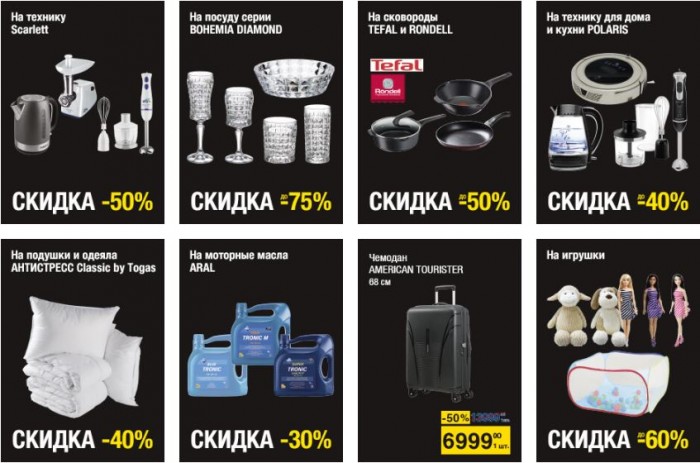 На технику
Scarlett
СКИДКА -50%
На посуду серии
BOHEMIA DIAMOND
СКИДКА до -75%
На сковороды
TEFAL и RONDELL
Tefal
Rondell
СКИДКА до -50%
На технику для дома
и кухни POLARIS
СКИДКА до -40%
На подушки и одеяла
АНТИСТРЕСС Classic by Togas
СКИДКА -40%
На моторные масла
ARAL
TRONIC M
TRONIC
TRONIC
СКИДКА -30%
Чемодан
AMERICAN TOURISTER
68 см
-50% 13999
6999 00
1 шт.
На игрушки
СКИДКА до -60%